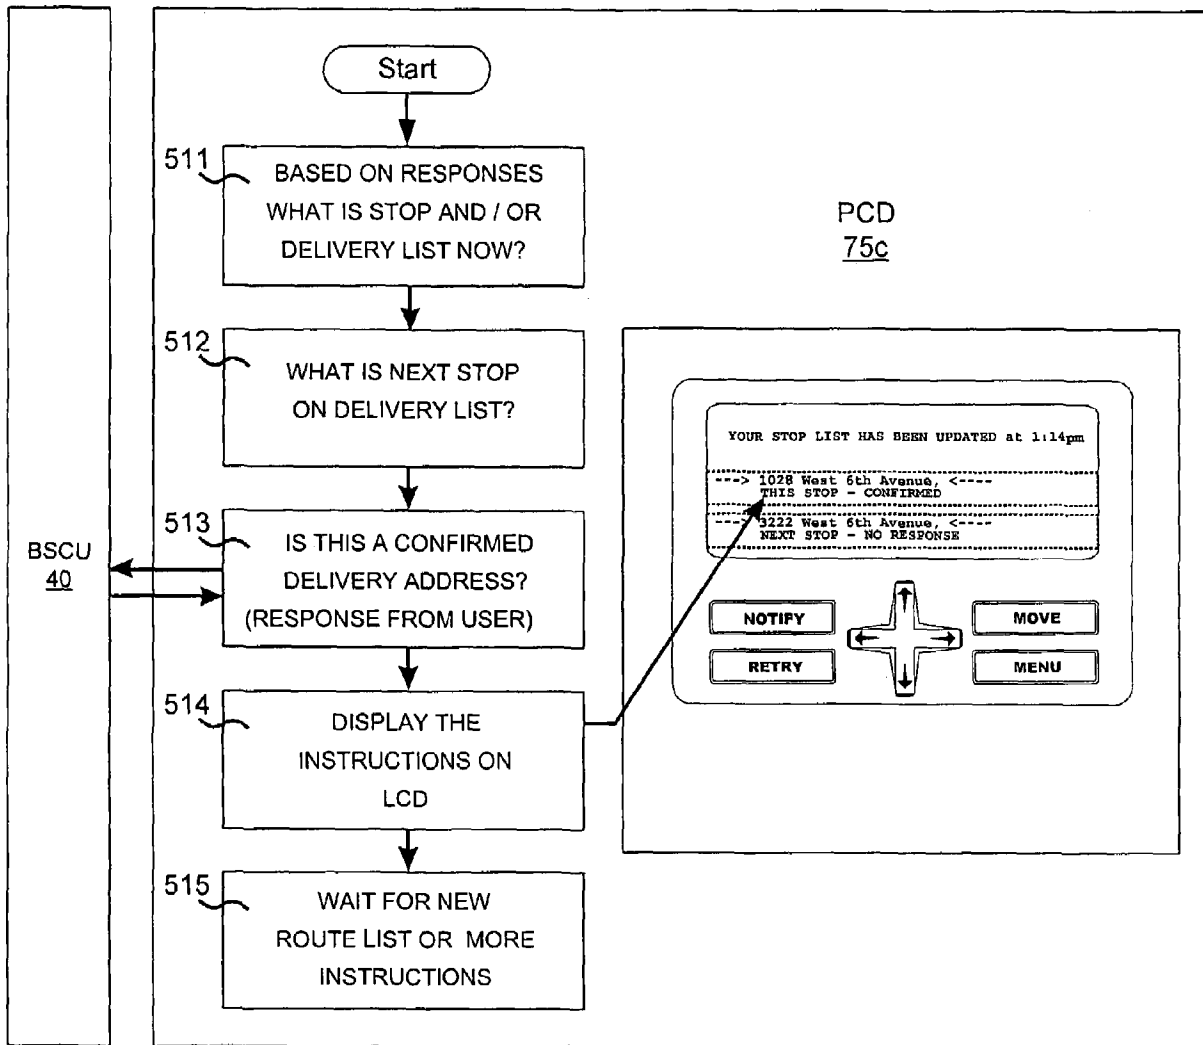 Start
511
BASED ON RESPONSES
WHAT IS STOP AND / OR
DELIVERY LIST NOW?
512
WHAT IS NEXT STOP
ON DELIVERY LIST?
513
IS THIS A CONFIRMED
DELIVERY ADDRESS?
(RESPONSE FROM USER)
514
DISPLAY THE
INSTRUCTIONS ON
LCD
515
WAIT FOR NEW
ROUTE LIST OR MORE
INSTRUCTIONS
BSCU
40
PCD
75c
YOUR STOP LIST HAS BEEN UPDATED at 1:14pm
---> 1028 West 6th Avenue, <----
THIS STOP - CONFIRMED
---> 3222 West 6th Avenue, <----
NEXT STOP - NO RESPONSE
NOTIFY
MOVE
RETRY
MENU